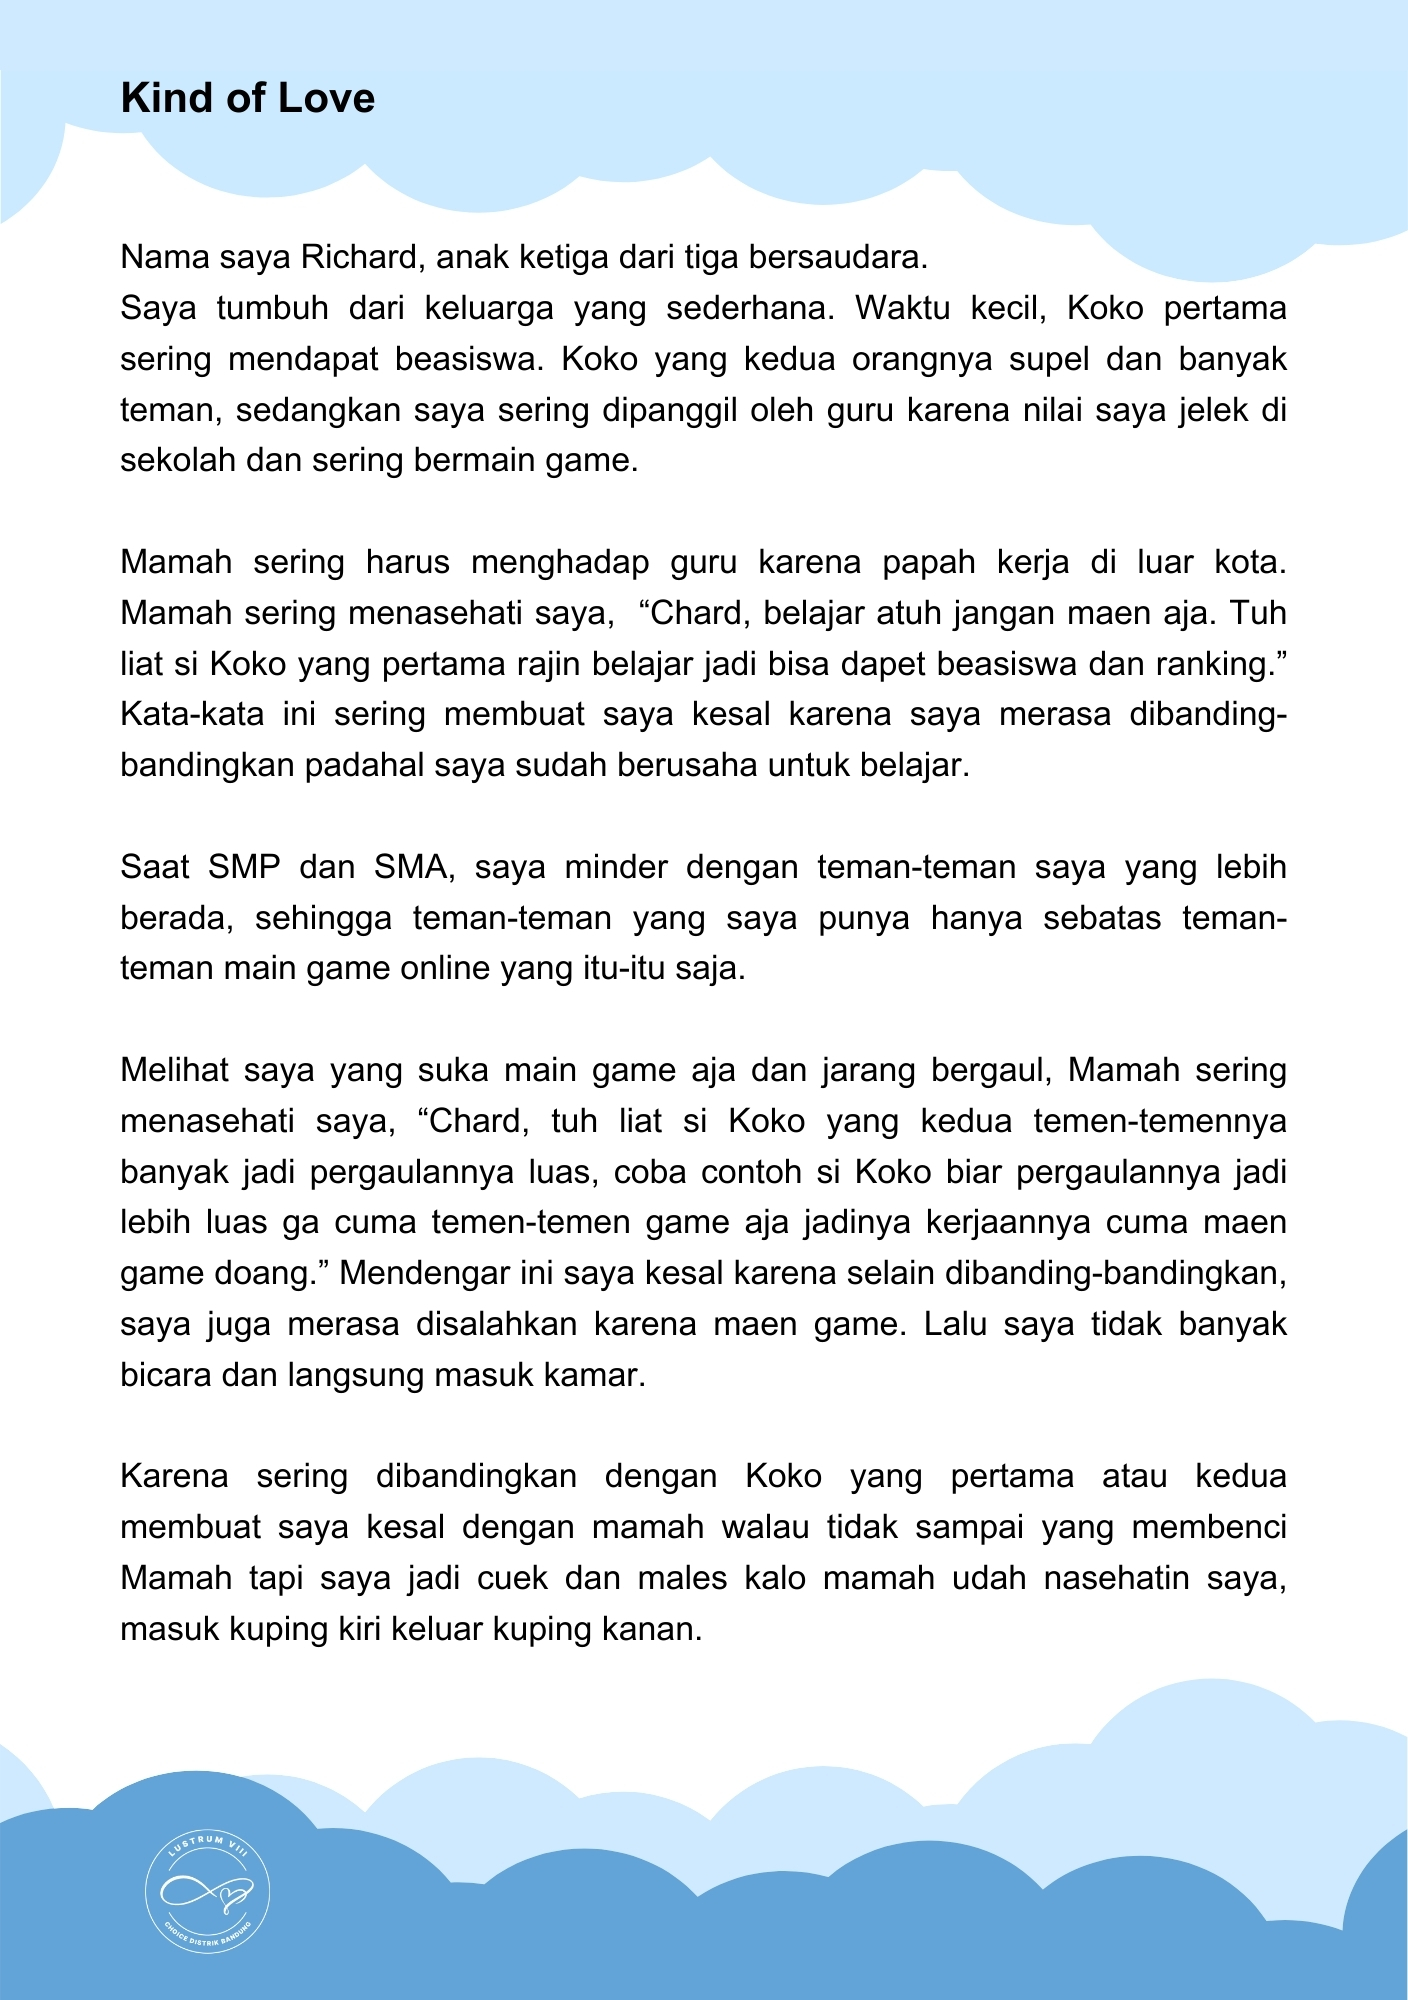 Kind of Love
Nama saya Richard, anak ketiga dari tiga bersaudara.
Saya tumbuh dari keluarga yang sederhana. Waktu kecil, Koko pertama
sering mendapat beasiswa. Koko yang kedua orangnya supel dan banyak
teman, sedangkan saya sering dipanggil oleh guru karena nilai saya jelek di
sekolah dan sering bermain game.
Mamah sering harus menghadap guru karena papah kerja di luar kota.
Mamah sering menasehati saya,  “Chard, belajar atuh jangan maen aja. Tuh
liat si Koko yang pertama rajin belajar jadi bisa dapet beasiswa dan ranking.”
Kata-kata ini sering membuat saya kesal karena saya merasa dibanding-
bandingkan padahal saya sudah berusaha untuk belajar.
Saat SMP dan SMA, saya minder dengan teman-teman saya yang lebih
berada, sehingga teman-teman yang saya punya hanya sebatas teman-
teman main game online yang itu-itu saja.
Melihat saya yang suka main game aja dan jarang bergaul, Mamah sering
menasehati saya, “Chard, tuh liat si Koko yang kedua temen-temennya
banyak jadi pergaulannya luas, coba contoh si Koko biar pergaulannya jadi
lebih luas ga cuma temen-temen game aja jadinya kerjaannya cuma maen
game doang.” Mendengar ini saya kesal karena selain dibanding-bandingkan,
saya juga merasa disalahkan karena maen game. Lalu saya tidak banyak
bicara dan langsung masuk kamar.
Karena sering dibandingkan dengan Koko yang pertama atau kedua
membuat saya kesal dengan mamah walau tidak sampai yang membenci
Mamah tapi saya jadi cuek dan males kalo mamah udah nasehatin saya,
masuk kuping kiri keluar kuping kanan.
LUSTRUM VIII
CHOICE DISTRIK BANDUNG